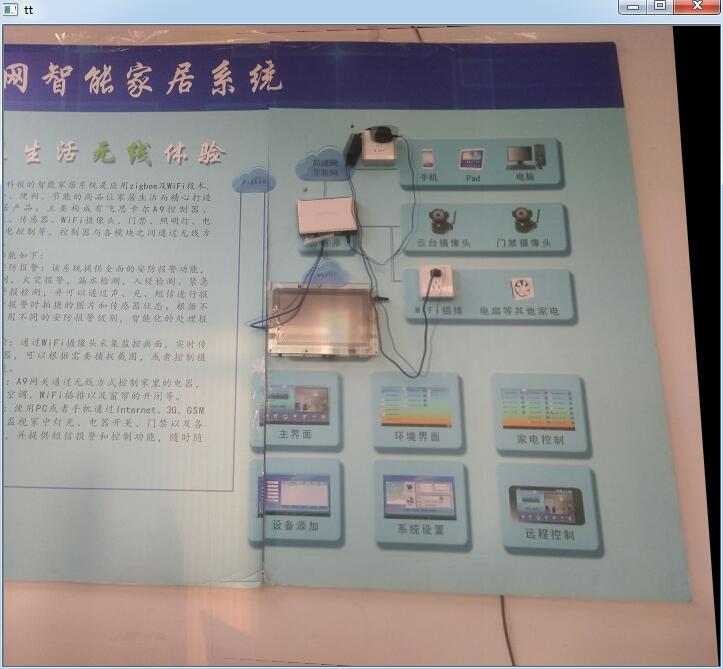 tt
网智能家居系统
生活无线体验
科技的智能家居系统是应用zigbee及WiFi技术、
、便利、节能的高品位家居生活而精心打造
居产品。主要构成有飞思卡尔A9控制器、
、传感器、WiFi摄像头、门禁、照明灯、电
电控制等，控制器与各模块之间通过无线方
能如下：
防报警：该系统提供全面的安防报警功能，
、火灾报警，漏水检测，入侵检测、紧急
报检测，并可以通过声、光、短信进行报
报警时拍摄的图片和传感器状态。根据不
用不同的安防报警级别，智能化的处理报
：通过WiFi摄像头采集监控画面，实时传
器，可以根据需要捕捉截图，或者控制摄
：A9网关通过无线方式控制家里的电器，
空调、WiFi插排以及窗帘的开闭等。
：使用PC或者手机通过Internet、3G、GSM
监视家中灯光、电器开关、门禁以及各
，并提供短信报警和控制功能，随时随
Zigbee
局域网
互联网
手机
Pad
电脑
云台摄像头
门禁摄像头
插排
电扇等其他家电
主界面
环境界面
家电控制
设备添加
系统设置
远程控制